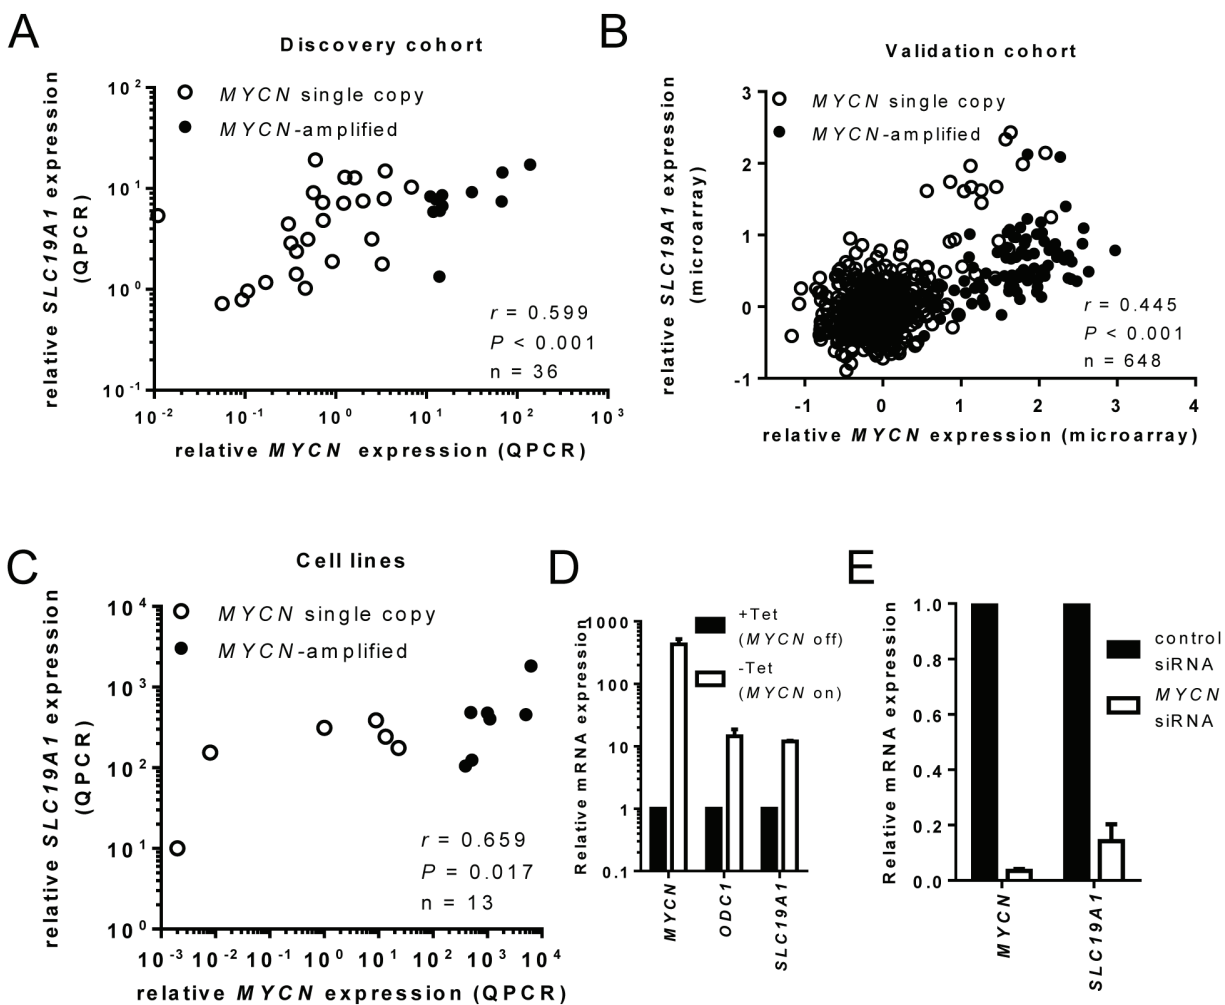 A
Discovery cohort
relative SLC19A1 expression
(QPCR)
10²
10¹
10⁰
10⁻¹
MYCN single copy
MYCN-amplified
r = 0.599
P < 0.001
n = 36
10⁻² 10⁻¹ 10⁰ 10¹ 10² 10³
relative MYCN expression (QPCR)
B
Validation cohort
relative SLC19A1 expression
(microarray)
3
2
1
0
-1
MYCN single copy
MYCN-amplified
r = 0.445
P < 0.001
n = 648
-1 0 1 2 3 4
relative MYCN expression (microarray)
C
Cell lines
relative SLC19A1 expression
(QPCR)
10⁴
10³
10²
10¹
10⁰
MYCN single copy
MYCN-amplified
r = 0.659
P = 0.017
n = 13
10⁻³ 10⁻² 10⁻¹ 10⁰ 10¹ 10² 10³ 10⁴
relative MYCN expression (QPCR)
D
Relative mRNA expression
1000
100
10
1
0.1
+Tet
(MYCN off)
-Tet
(MYCN on)
MYCN
ODC1
SLC19A1
E
Relative mRNA expression
1.0
0.8
0.6
0.4
0.2
0.0
control
siRNA
MYCN
siRNA
MYCN
SLC19A1